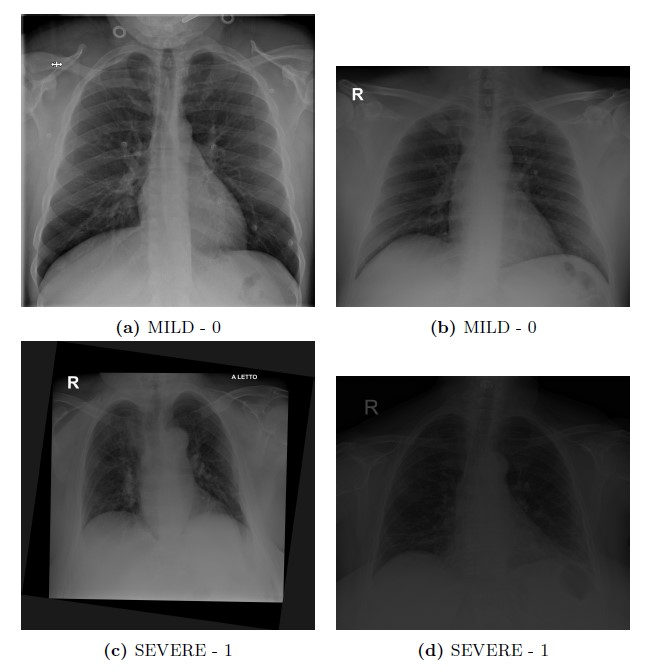 R
(a) MILD - 0
(b) MILD - 0
R
A LETTO
R
(c) SEVERE - 1
(d) SEVERE - 1